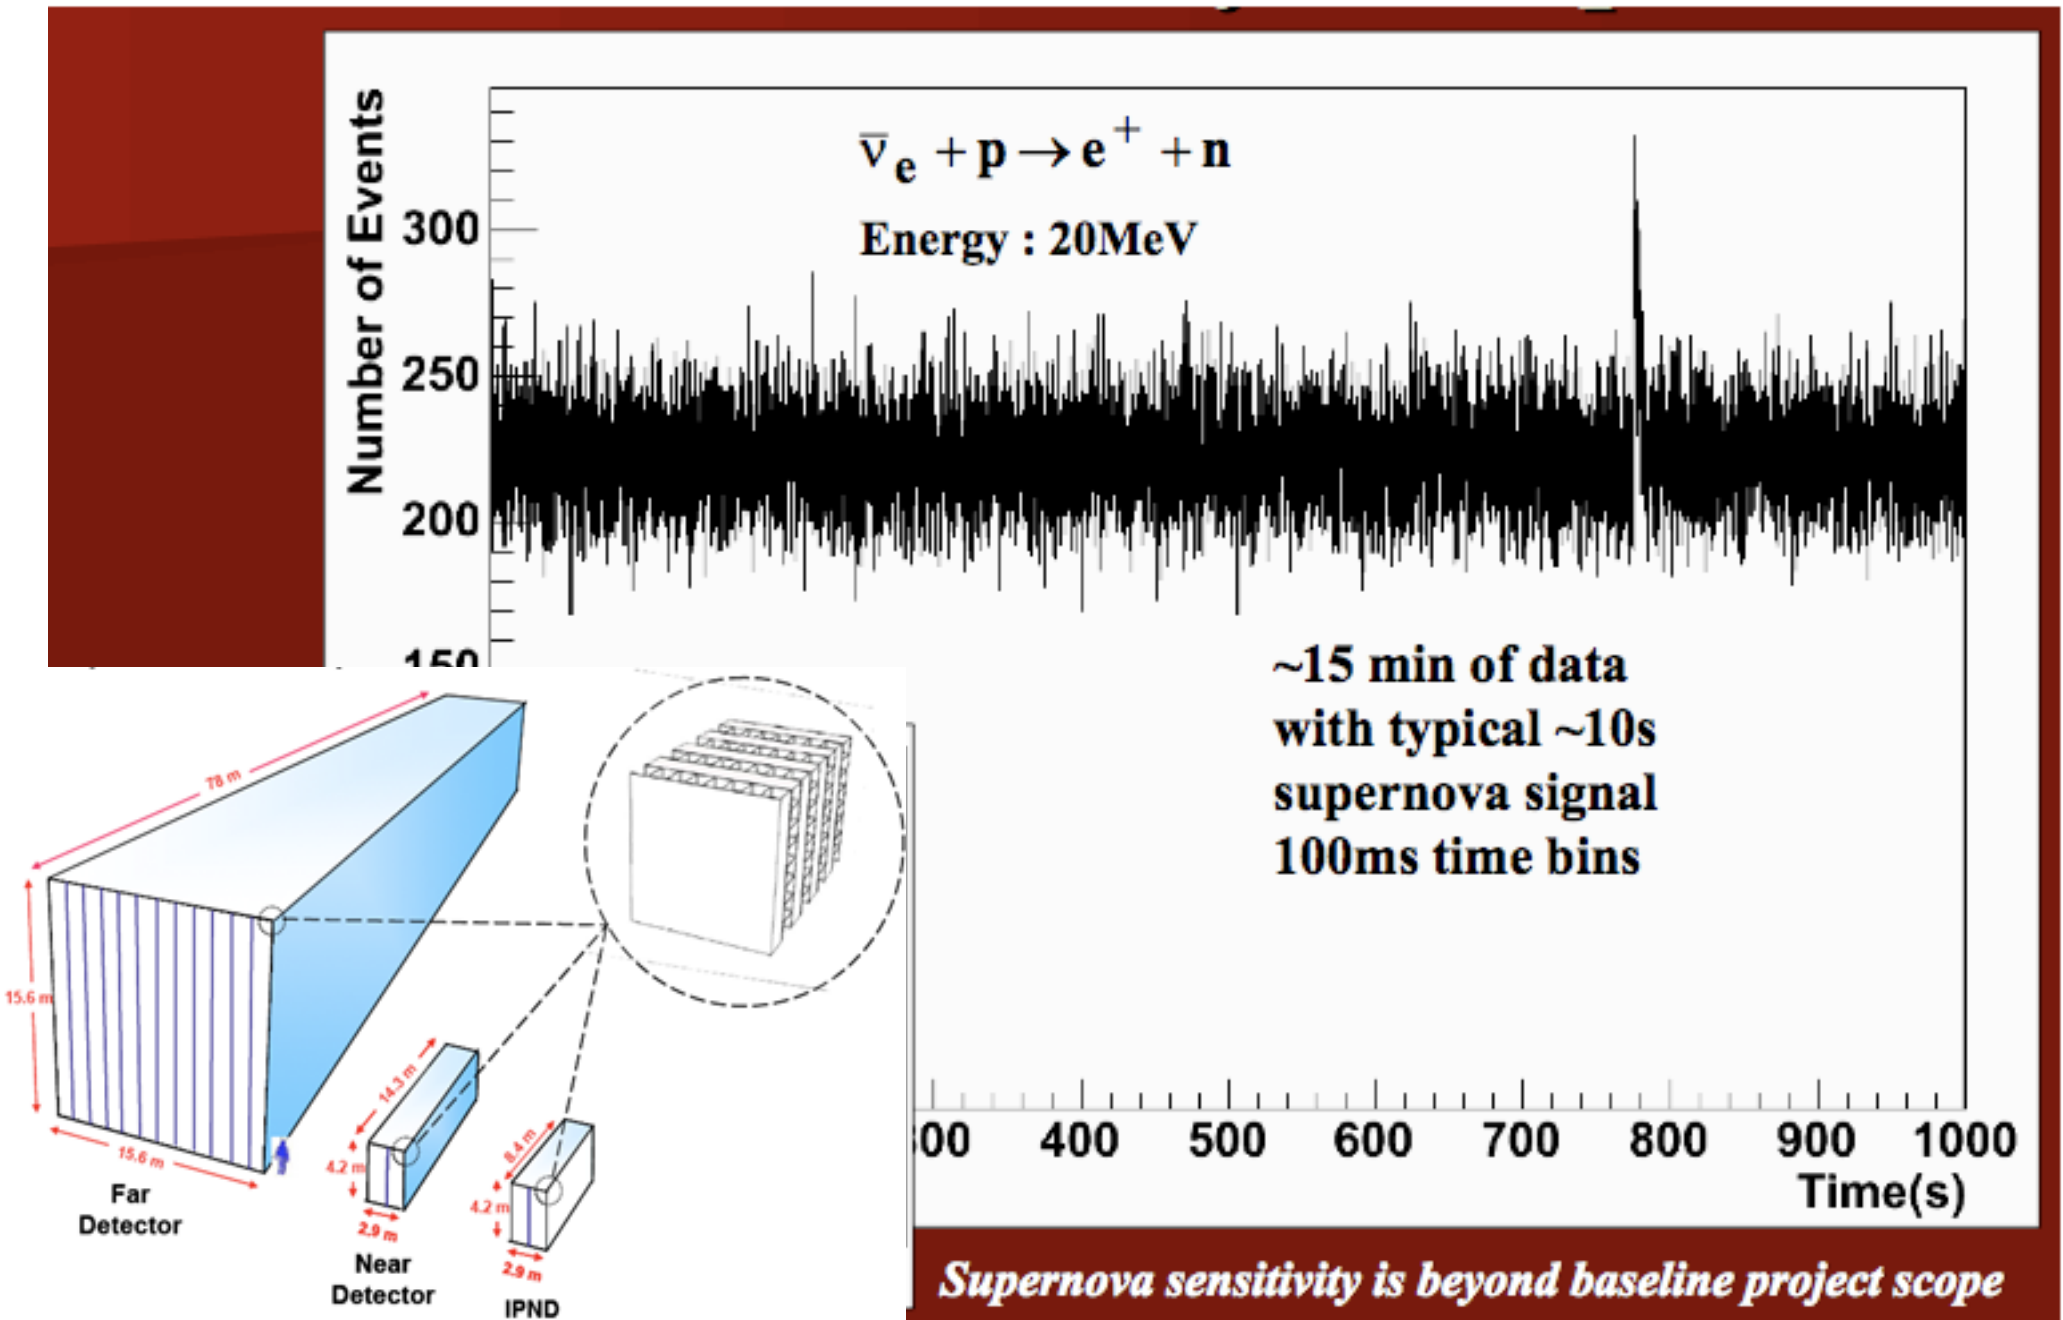 Number of Events
ν̅e + p → e+ + n
Energy : 20MeV
300
250
200
150
~15 min of data
with typical ~10s
supernova signal
100ms time bins
400
500
600
700
800
900
1000
Time(s)
78 m
15.6 m
15.6 m
Far
Detector
14.3 m
4.2 m
2.9 m
Near
Detector
8.4 m
4.2 m
2.9 m
IPND
Supernova sensitivity is beyond baseline project scope